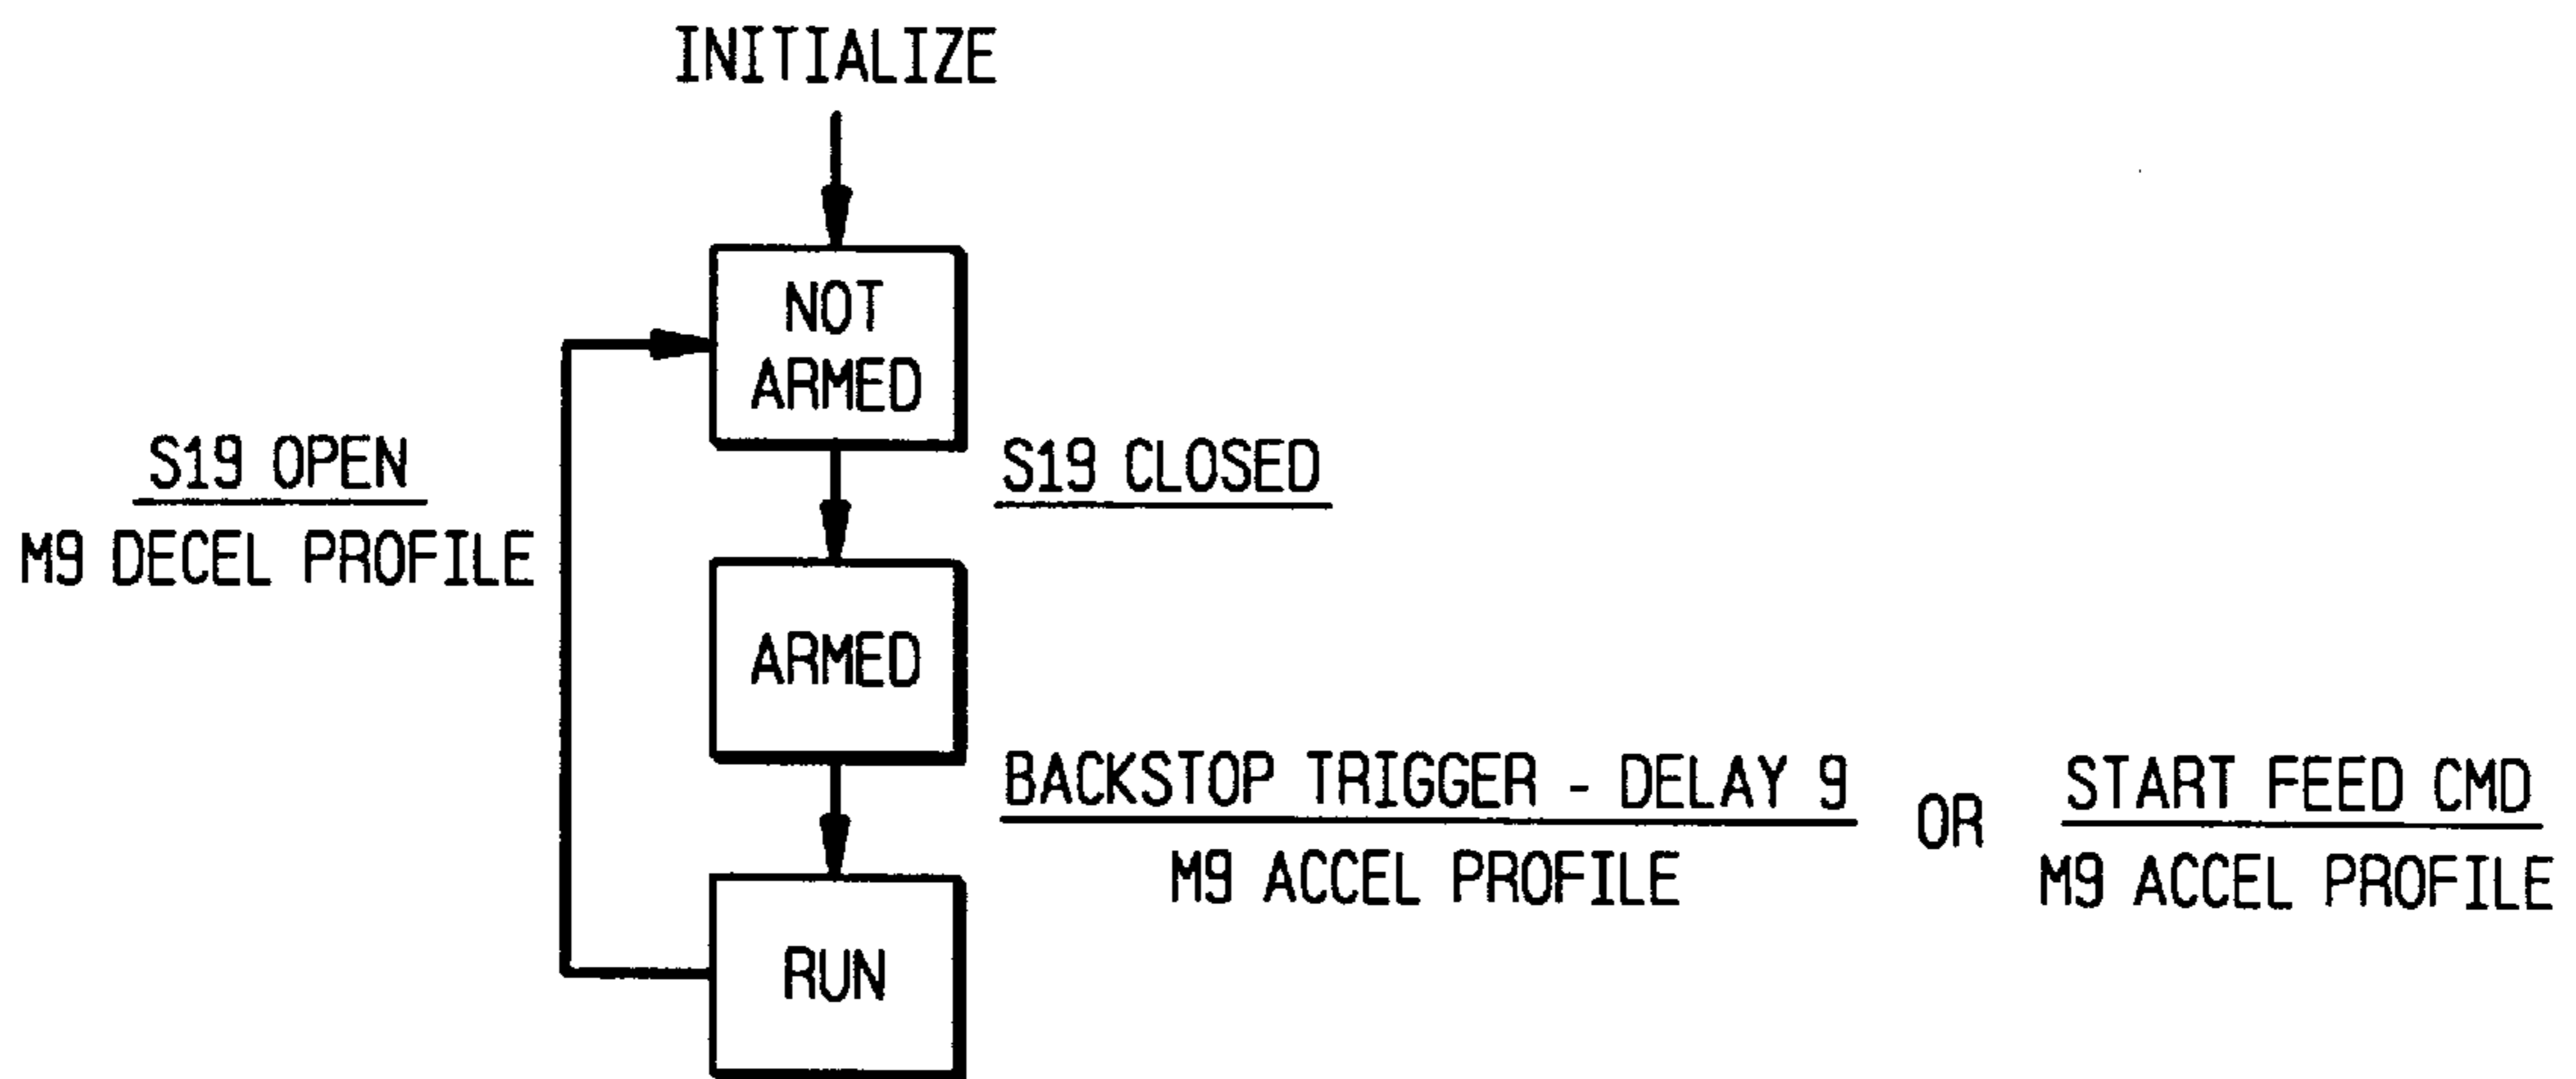 INITIALIZE
NOT
ARMED
S19 OPEN
M9 DECEL PROFILE
S19 CLOSED
ARMED
BACKSTOP TRIGGER - DELAY 9
M9 ACCEL PROFILE
OR
START FEED CMD
M9 ACCEL PROFILE
RUN